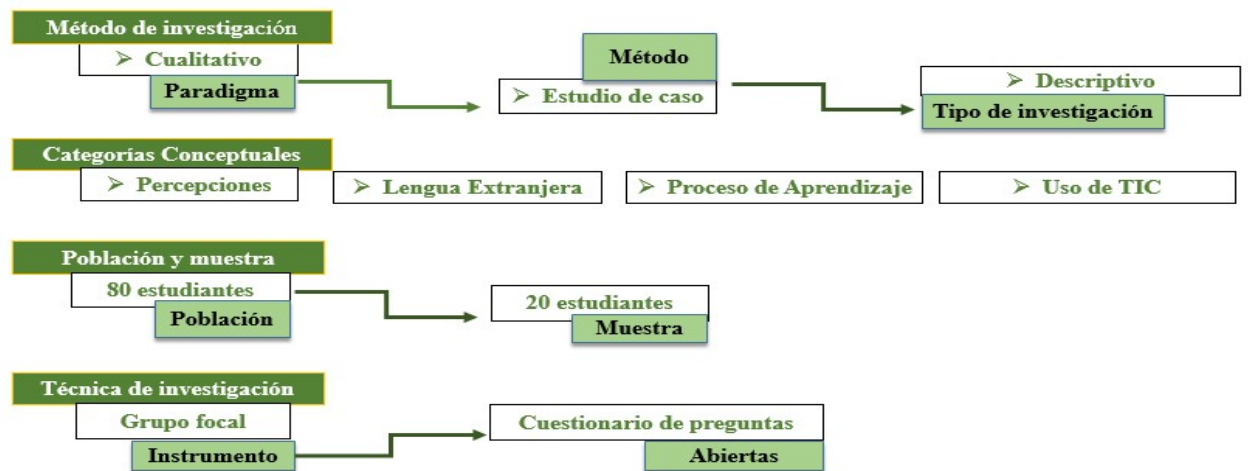 Método de investigación
➢ Cualitativo
Paradigma
Método
➢ Estudio de caso
➢ Descriptivo
Tipo de investigación
Categorías Conceptuales
➢ Percepciones
➢ Lengua Extranjera
➢ Proceso de Aprendizaje
➢ Uso de TIC
Población y muestra
80 estudiantes
Población
20 estudiantes
Muestra
Técnica de investigación
Grupo focal
Instrumento
Cuestionario de preguntas
Abiertas